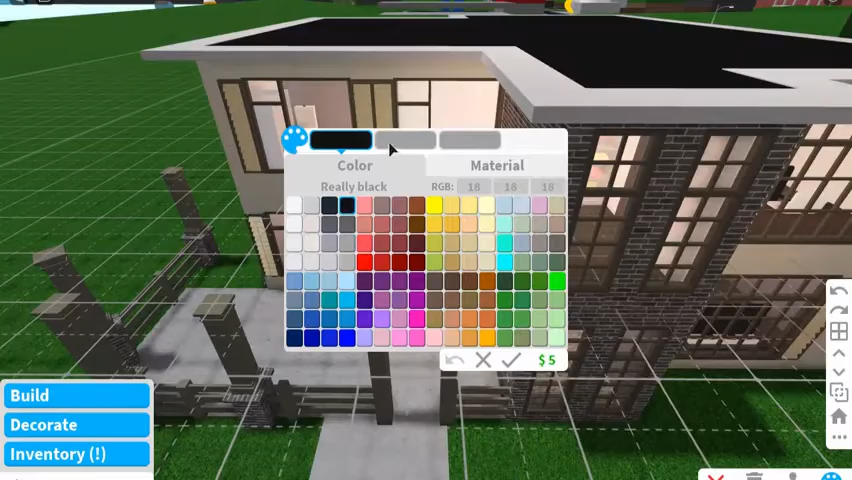 Color
Material
Really black
RGB: 18 18 18
$ 5
Build
Decorate
Inventory (!)